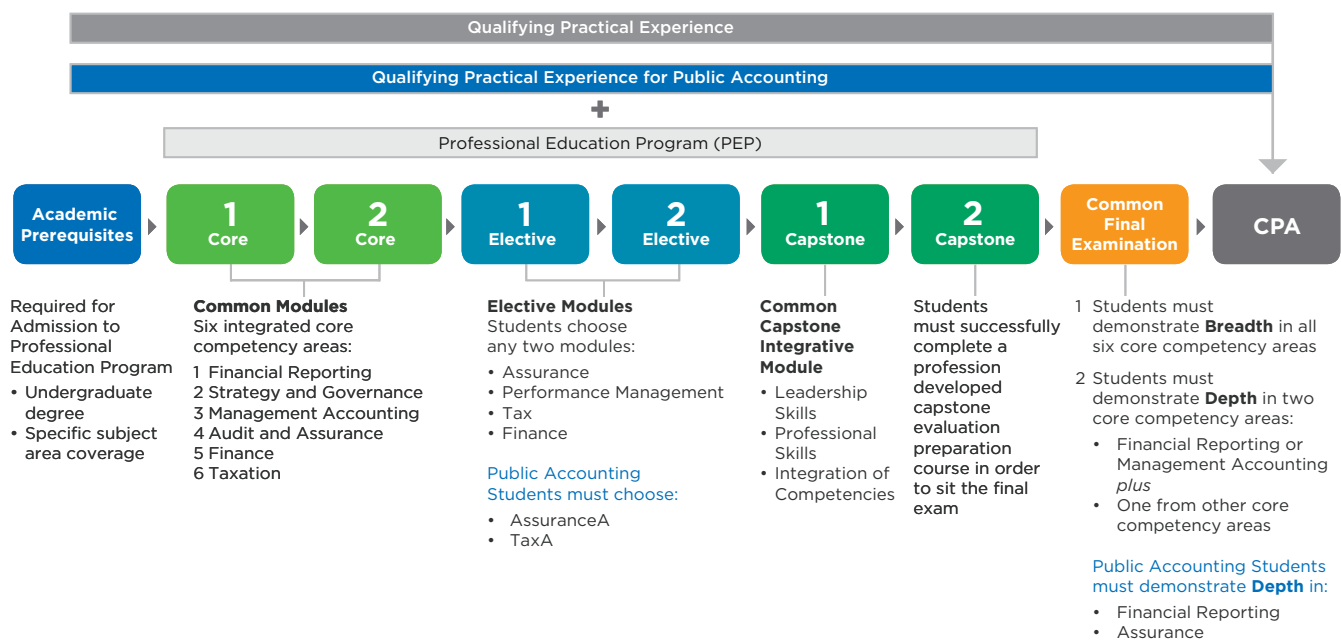 Qualifying Practical Experience
Qualifying Practical Experience for Public Accounting
+
Professional Education Program (PEP)
Academic
Prerequisites
1
Core
2
Core
1
Elective
2
Elective
1
Capstone
2
Capstone
Common
Final
Examination
CPA
Required for
Admission to
Professional
Education Program
• Undergraduate
degree
• Specific subject
area coverage
Common Modules
Six integrated core
competency areas:
1 Financial Reporting
2 Strategy and Governance
3 Management Accounting
4 Audit and Assurance
5 Finance
6 Taxation
Elective Modules
Students choose
any two modules:
• Assurance
• Performance Management
• Tax
• Finance
Public Accounting
Students must choose:
• AssuranceA
• TaxA
Common
Capstone
Integrative
Module
• Leadership
Skills
• Professional
Skills
• Integration of
Competencies
Students
must successfully
complete a
profession
developed
capstone
evaluation
preparation
course in order
to sit the final
exam
1 Students must
demonstrate Breadth in all
six core competency areas
2 Students must
demonstrate Depth in two
core competency areas:
• Financial Reporting or
Management Accounting
plus
• One from other core
competency areas
Public Accounting Students
must demonstrate Depth in:
• Financial Reporting
• Assurance